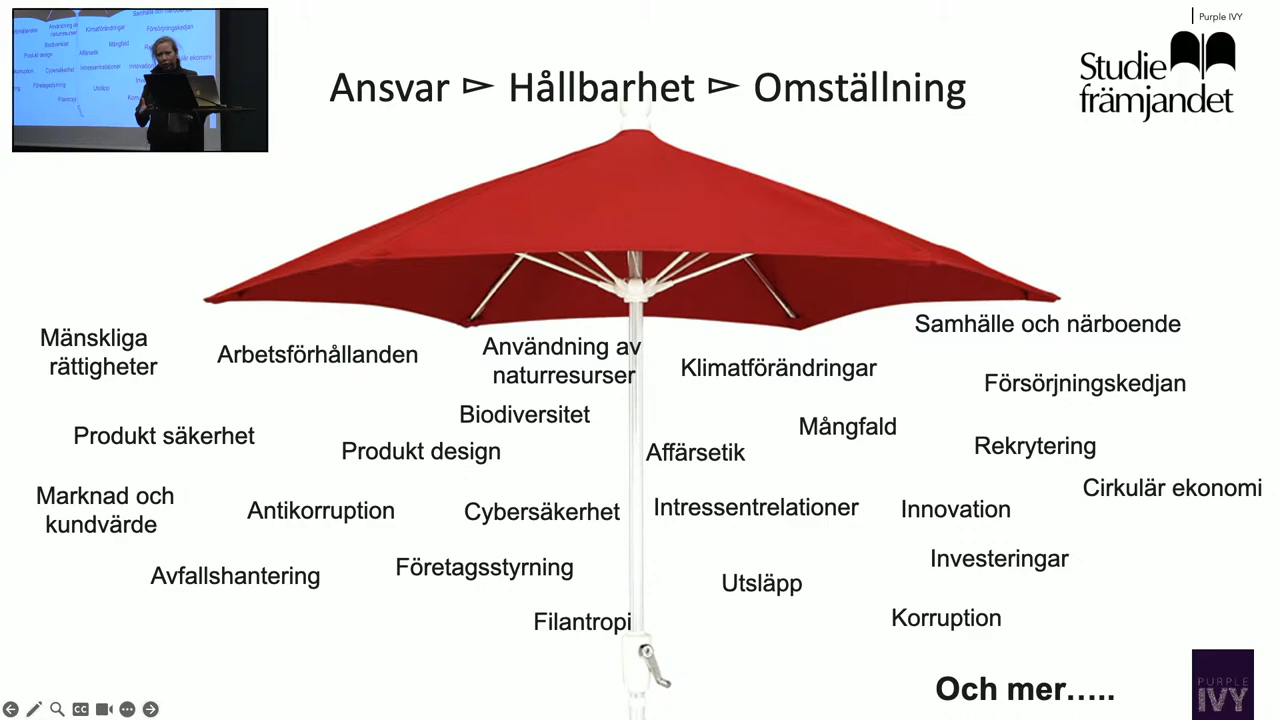 Purple IVY
Studie
främjandet
Ansvar ▻ Hållbarhet ▻ Omställning
Mänskliga
rättigheter
Arbetsförhållanden
Användning av
naturresurser
Klimatförändringar
Samhälle och närboende
Försörjningskedjan
Biodiversitet
Mångfald
Produkt säkerhet
Produkt design
Affärsetik
Rekrytering
Cirkulär ekonomi
Marknad och
kundvärde
Antikorruption
Cybersäkerhet
Intressentrelationer
Innovation
Investeringar
Avfallshantering
Företagsstyrning
Utsläpp
Filantropi
Korruption
Och mer.....
PURPLE
IVY
CC